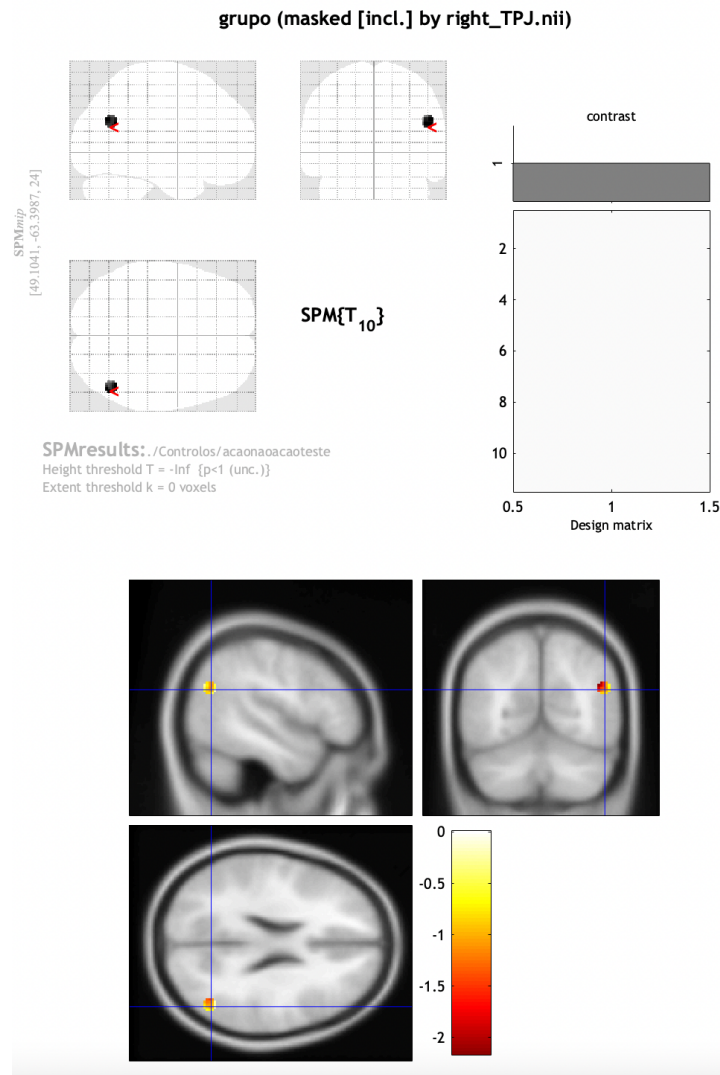 grupo (masked [incl.] by right_TPJ.nii)
contrast
1
SPMmip
[49.1041, -63.3987, 24]
<
<
<
SPM{T10}
2
4
6
8
10
0.5 1 1.5
Design matrix
SPMresults: ./Controlos/acaonaoacaoteste
Height threshold T = -Inf {p<1 (unc.)}
Extent threshold k = 0 voxels
0
-0.5
-1
-1.5
-2